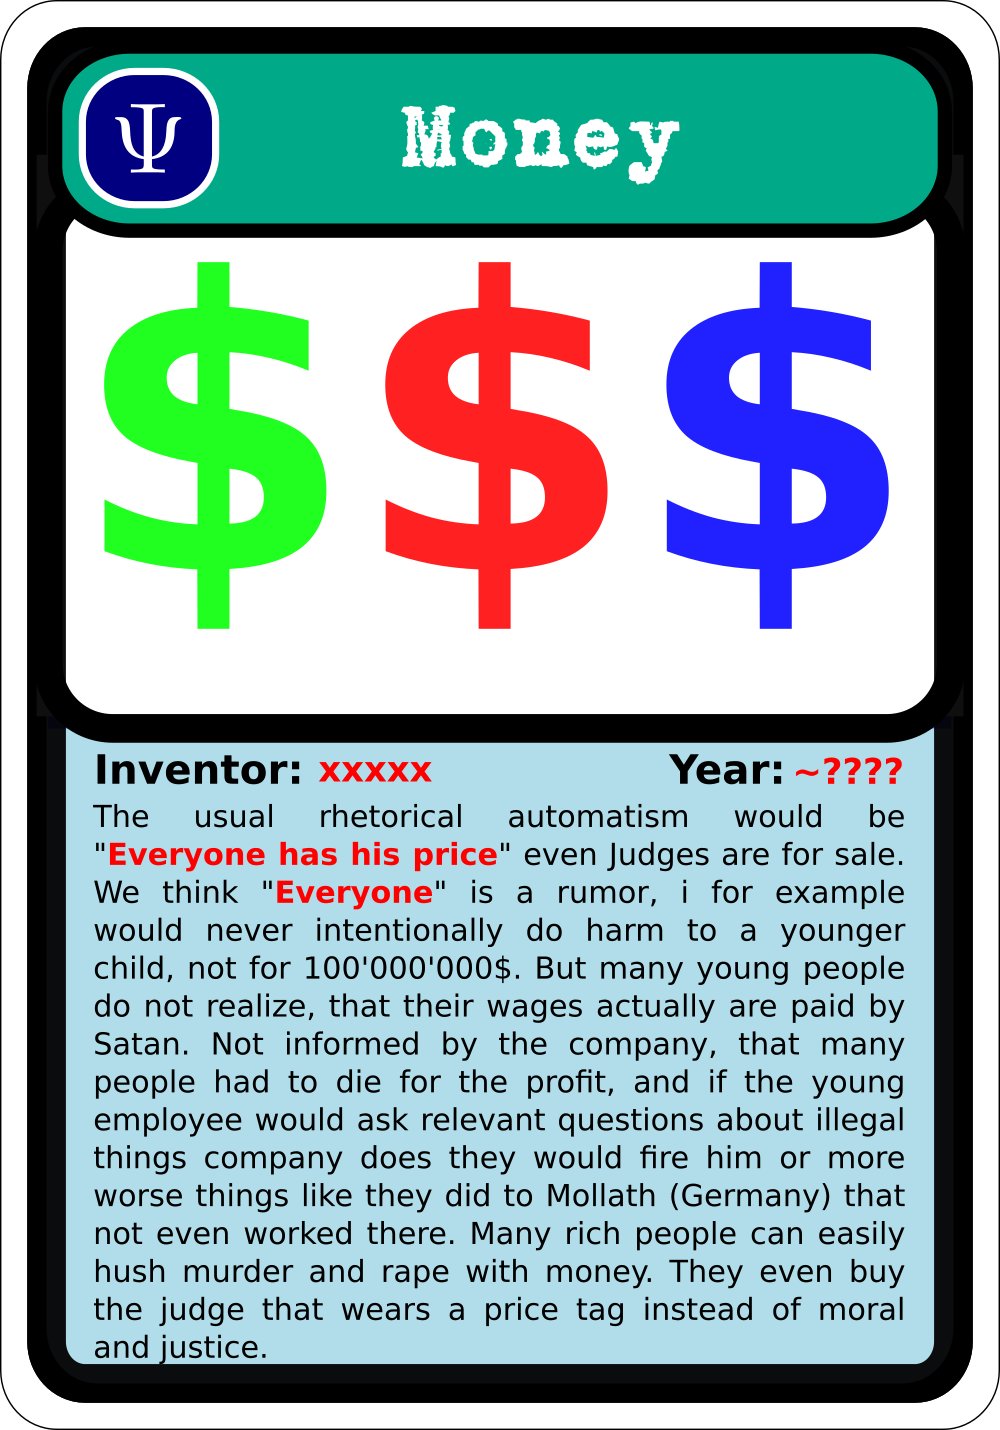 Ψ
Money
$ $ $
Inventor: xxxxx Year: ~????
The usual rhetorical automatism would be
"Everyone has his price" even Judges are for sale.
We think "Everyone" is a rumor, i for example
would never intentionally do harm to a younger
child, not for 100'000'000$. But many young people
do not realize, that their wages actually are paid by
Satan. Not informed by the company, that many
people had to die for the profit, and if the young
employee would ask relevant questions about illegal
things company does they would fire him or more
worse things like they did to Mollath (Germany) that
not even worked there. Many rich people can easily
hush murder and rape with money. They even buy
the judge that wears a price tag instead of moral
and justice.